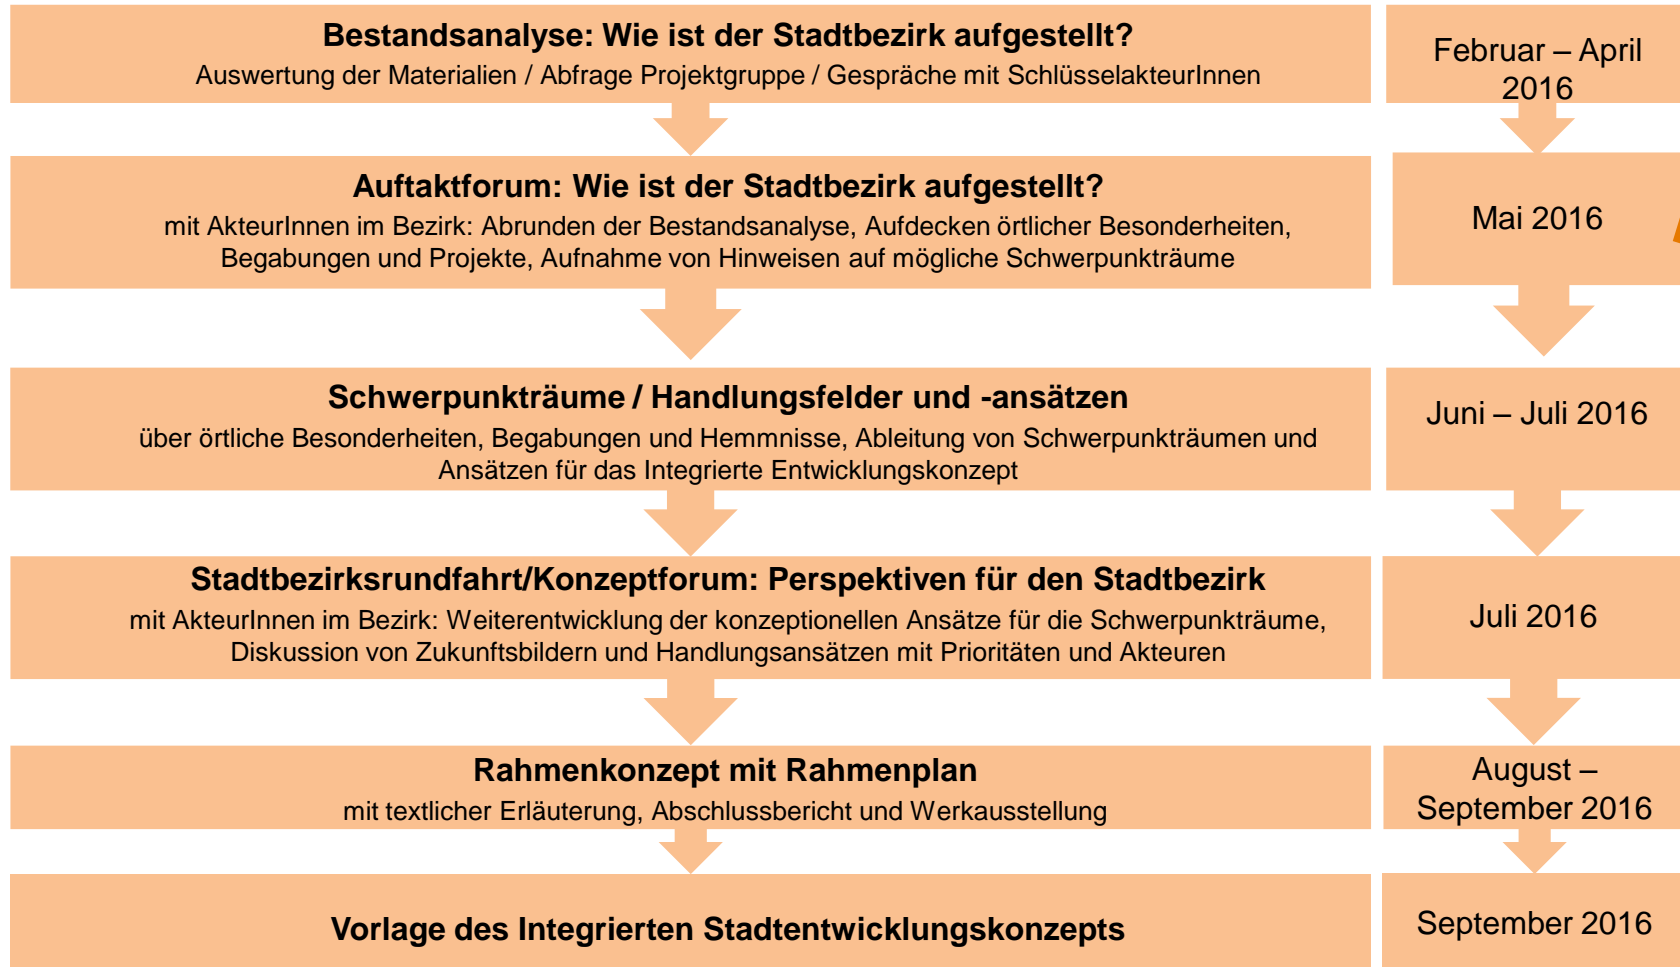 Bestandsanalyse: Wie ist der Stadtbezirk aufgestellt?
Auswertung der Materialien / Abfrage Projektgruppe / Gespräche mit SchlüsselakteurInnen
Februar – April
2016
Auftaktforum: Wie ist der Stadtbezirk aufgestellt?
mit AkteurInnen im Bezirk: Abrunden der Bestandsanalyse, Aufdecken örtlicher Besonderheiten,
Begabungen und Projekte, Aufnahme von Hinweisen auf mögliche Schwerpunkträume
Mai 2016
Schwerpunkträume / Handlungsfelder und -ansätzen
über örtliche Besonderheiten, Begabungen und Hemmnisse, Ableitung von Schwerpunkträumen und
Ansätzen für das Integrierte Entwicklungskonzept
Juni – Juli 2016
Stadtbezirksrundfahrt/Konzeptforum: Perspektiven für den Stadtbezirk
mit AkteurInnen im Bezirk: Weiterentwicklung der konzeptionellen Ansätze für die Schwerpunkträume,
Diskussion von Zukunftsbildern und Handlungsansätzen mit Prioritäten und Akteuren
Juli 2016
Rahmenkonzept mit Rahmenplan
mit textlicher Erläuterung, Abschlussbericht und Werkausstellung
August –
September 2016
Vorlage des Integrierten Stadtentwicklungskonzepts
September 2016